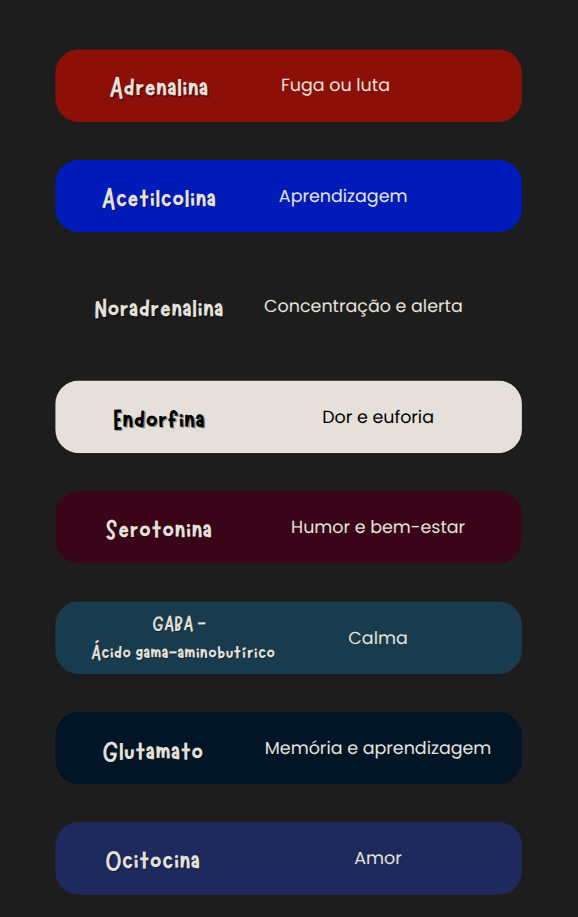 Adrenalina Fuga ou luta
Acetilcolina Aprendizagem
Noradrenalina Concentração e alerta
Endorfina Dor e euforia
Serotonina Humor e bem-estar
GABA -
Ácido gama-aminobutírico Calma
Glutamato Memória e aprendizagem
Ocitocina Amor